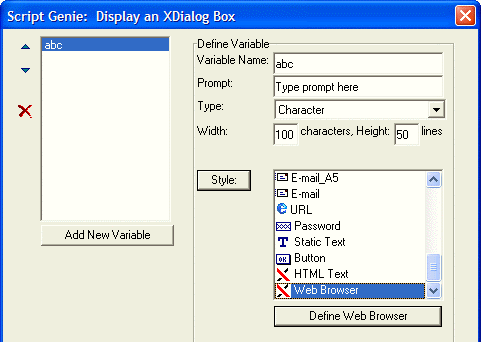 Script Genie: Display an XDialog Box
abc
Add New Variable
Define Variable
Variable Name: abc
Prompt: Type prompt here
Type: Character
Width: 100 characters, Height: 50 lines
Style:
E-mail_A5
E-mail
URL
Password
Static Text
OK Button
HTML Text
Web Browser
Define Web Browser